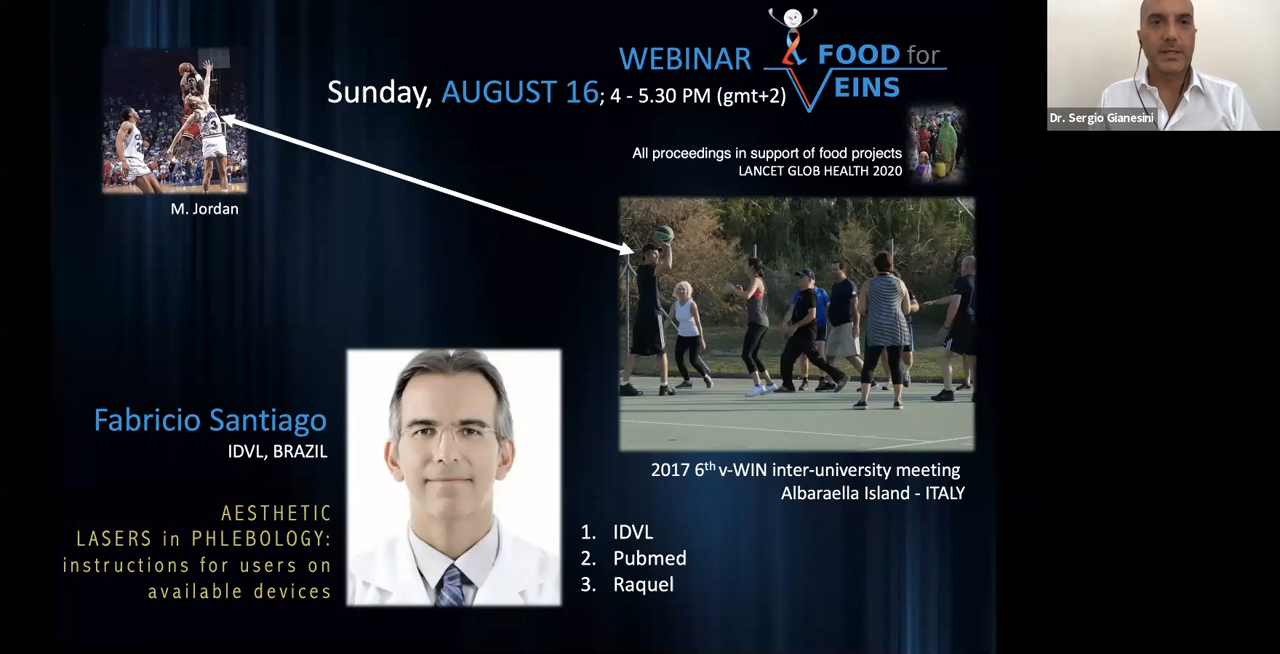 WEBINAR
FOOD for
VEINS
Sunday, AUGUST 16; 4 - 5.30 PM (gmt+2)
All proceedings in support of food projects
LANCET GLOB HEALTH 2020
Dr. Sergio Gianesini
3
M. Jordan
2017 6th v-WIN inter-university meeting
Albaraella Island - ITALY
Fabricio Santiago
IDVL, BRAZIL
AESTHETIC
LASERS in PHLEBOLOGY:
instructions for users on
available devices
1. IDVL
2. Pubmed
3. Raquel